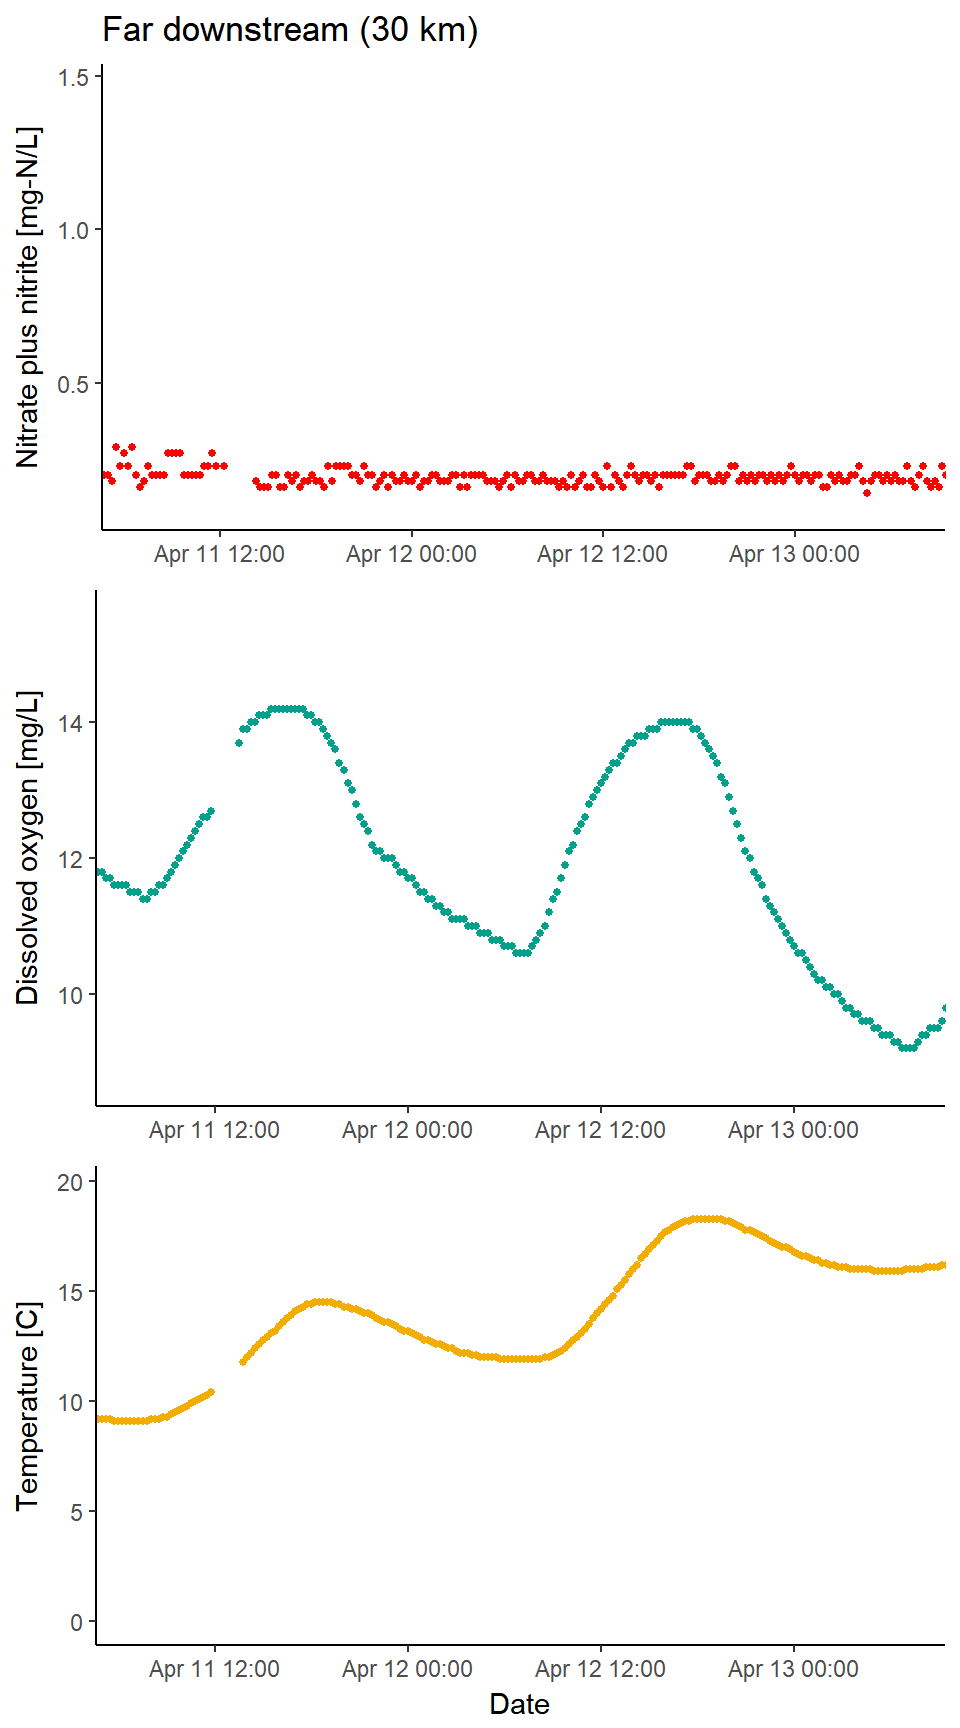 Far downstream (30 km)
Nitrate plus nitrite [mg-N/L]
1.5
1.0
0.5
Apr 11 12:00 Apr 12 00:00 Apr 12 12:00 Apr 13 00:00
Dissolved oxygen [mg/L]
14
12
10
Apr 11 12:00 Apr 12 00:00 Apr 12 12:00 Apr 13 00:00
Temperature [C]
20
15
10
5
0
Apr 11 12:00 Apr 12 00:00 Apr 12 12:00 Apr 13 00:00
Date